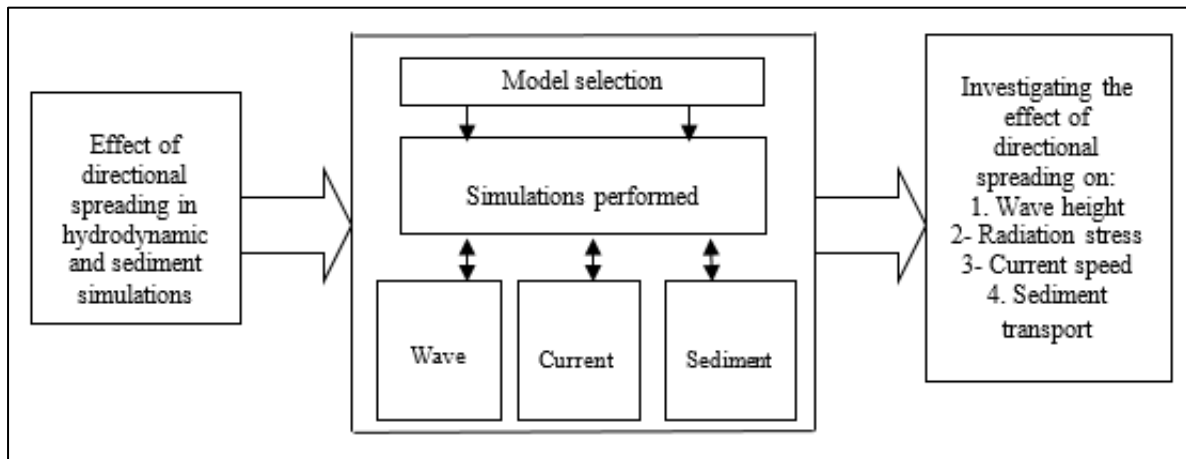 Effect of
directional
spreading in
hydrodynamic
and sediment
simulations
Model selection
Simulations performed
Wave
Current
Sediment
Investigating the
effect of
directional
spreading on:
1. Wave height
2- Radiation stress
3- Current speed
4. Sediment
transport